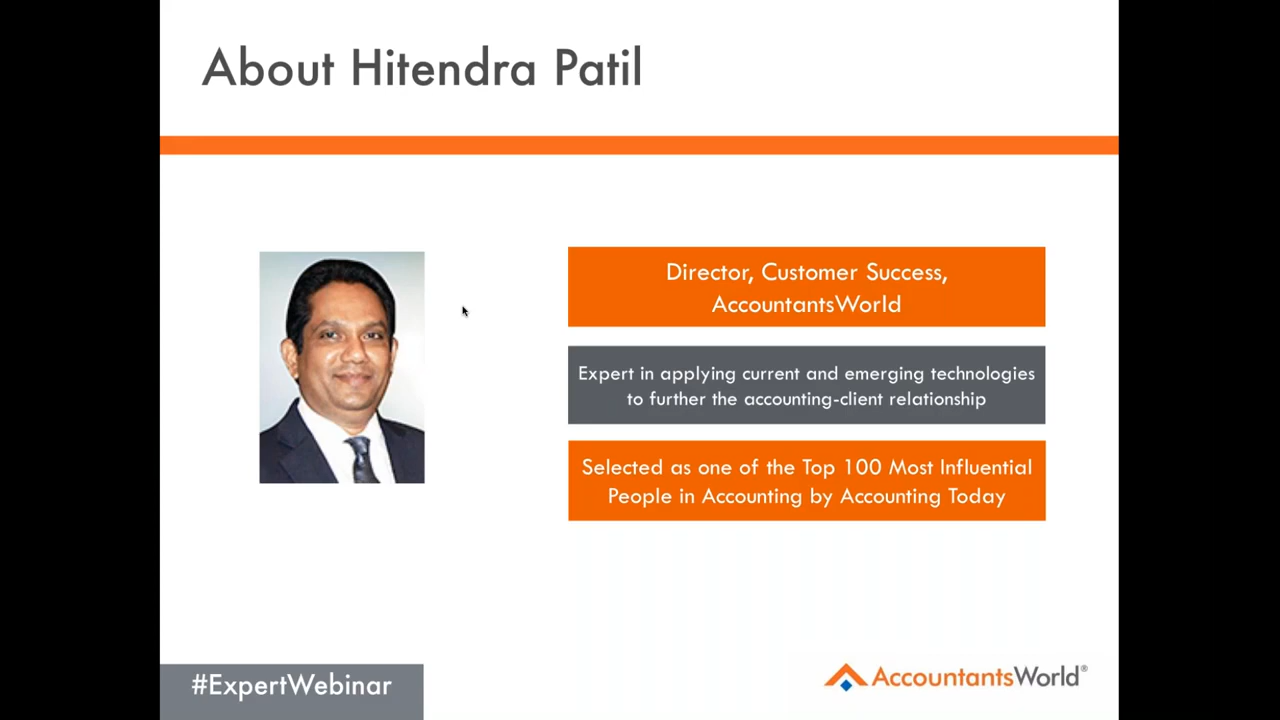 About Hitendra Patil
Director, Customer Success,
AccountantsWorld
Expert in applying current and emerging technologies
to further the accounting-client relationship
Selected as one of the Top 100 Most Influential
People in Accounting by Accounting Today
#ExpertWebinar
AccountantsWorld®